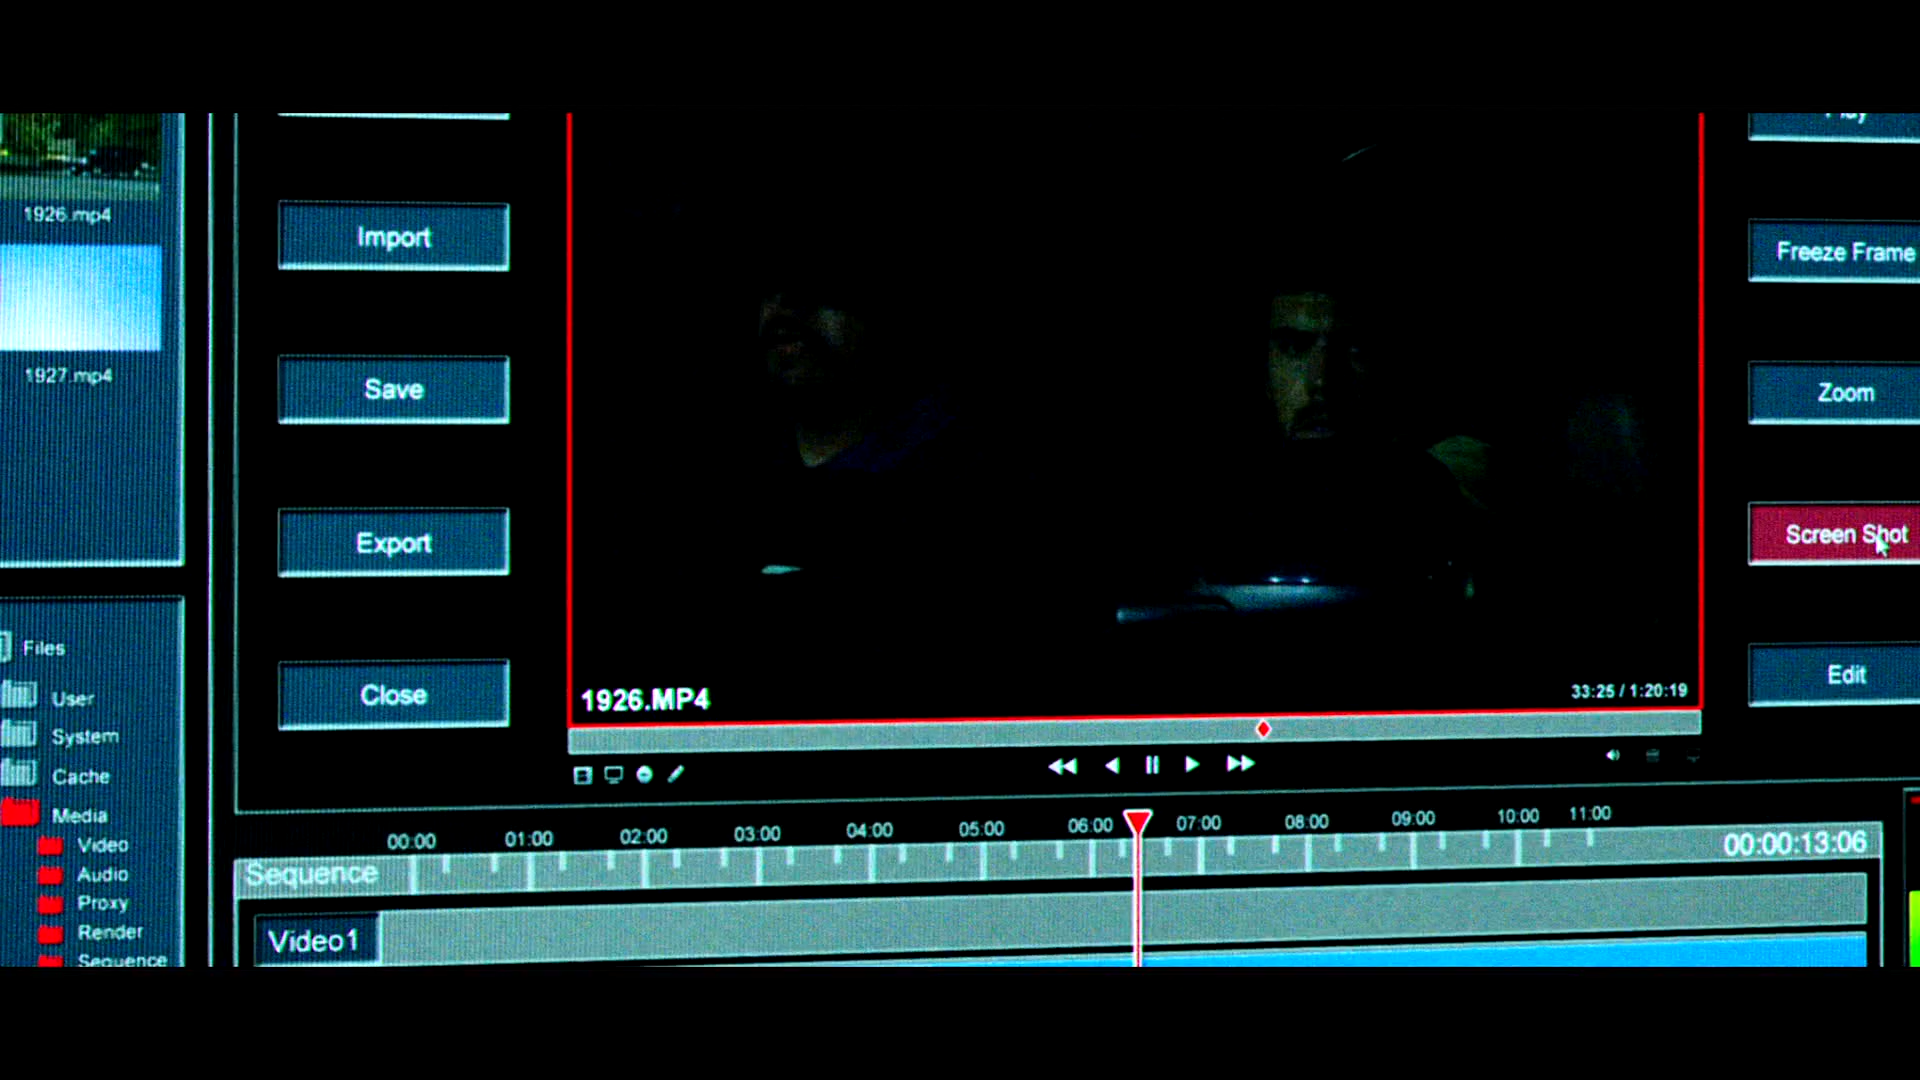 1926.mp4
1927.mp4
Files
User
System
Cache
Media
Video
Audio
Proxy
Render
Sequence
Import
Save
Export
Close
1926.MP4
33:25 / 1:20:19
Play
Freeze Frame
Zoom
Screen Shot
Edit
00:00 01:00 02:00 03:00 04:00 05:00 06:00 07:00 08:00 09:00 10:00 11:00
Sequence
00:00:13:06
Video1